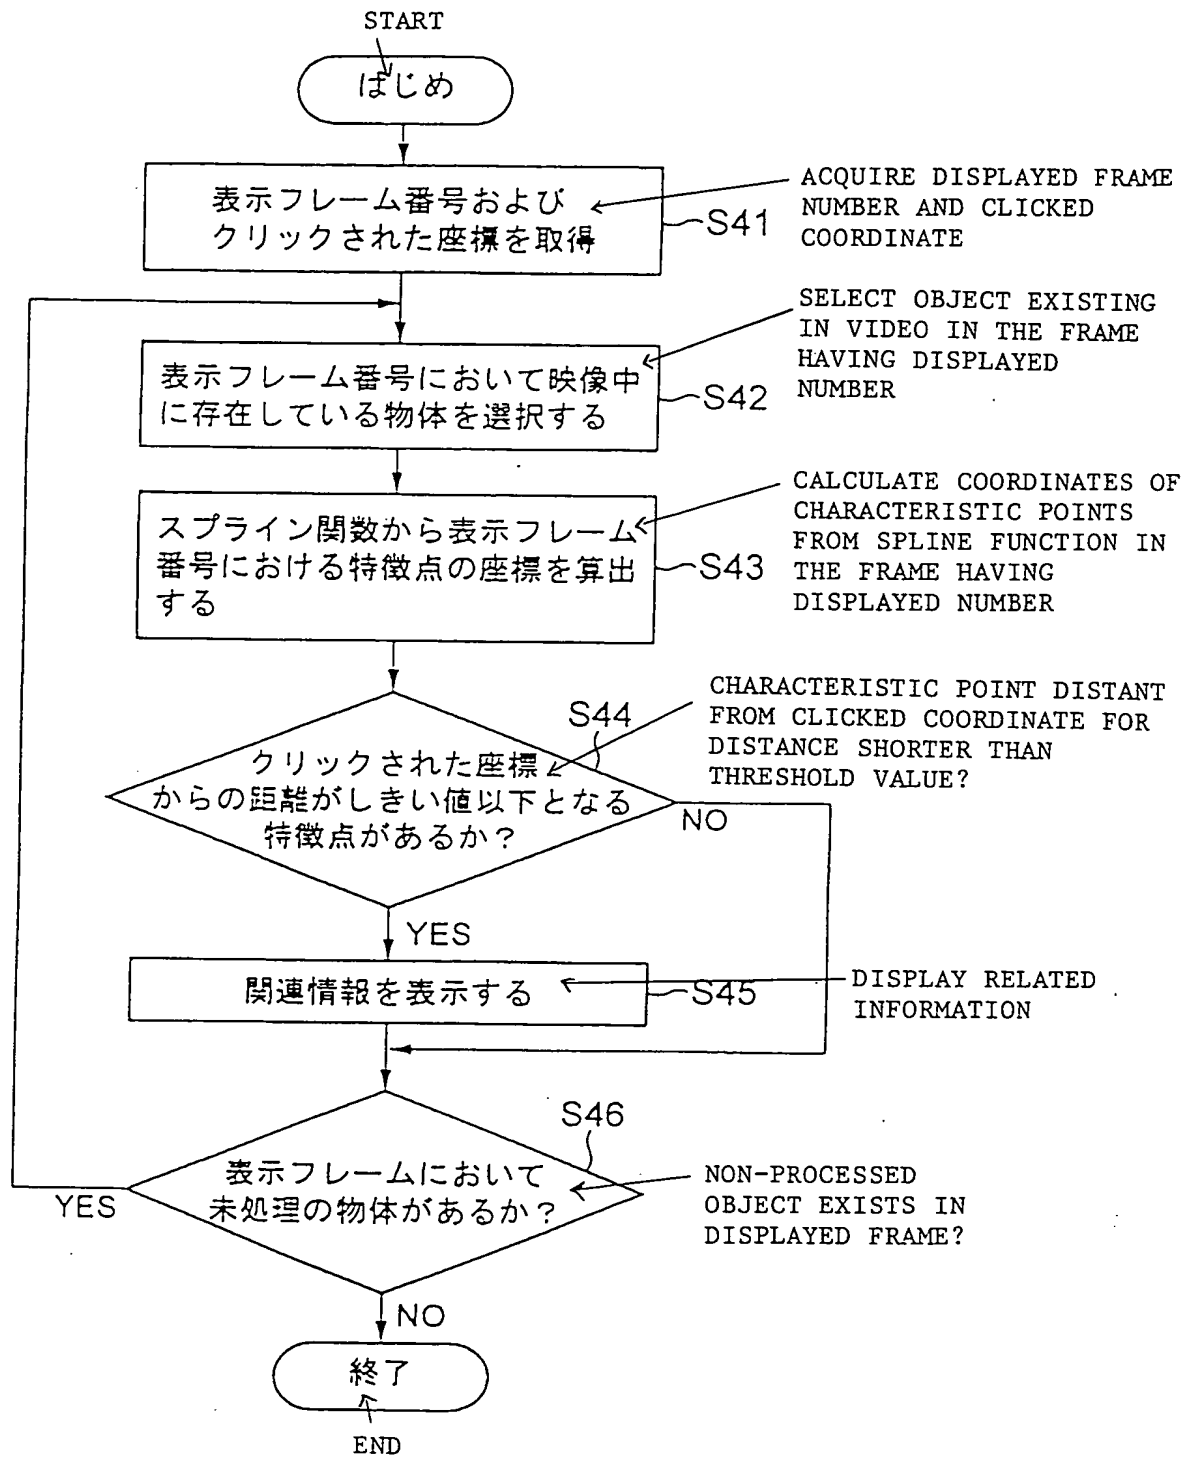 START
はじめ
表示フレーム番号および
クリックされた座標を取得
S41
ACQUIRE DISPLAYED FRAME
NUMBER AND CLICKED
COORDINATE
表示フレーム番号において映像中
に存在している物体を選択する
S42
SELECT OBJECT EXISTING
IN VIDEO IN THE FRAME
HAVING DISPLAYED
NUMBER
スプライン関数から表示フレーム
番号における特徴点の座標を算出
する
S43
CALCULATE COORDINATES OF
CHARACTERISTIC POINTS
FROM SPLINE FUNCTION IN
THE FRAME HAVING
DISPLAYED NUMBER
S44
クリックされた座標
からの距離がしきい値以下となる
特徴点があるか?
CHARACTERISTIC POINT DISTANT
FROM CLICKED COORDINATE FOR
DISTANCE SHORTER THAN
THRESHOLD VALUE?
NO
YES
関連情報を表示する
S45
DISPLAY RELATED
INFORMATION
S46
表示フレームにおいて
未処理の物体があるか?
NON-PROCESSED
OBJECT EXISTS IN
DISPLAYED FRAME?
YES
NO
終了
END